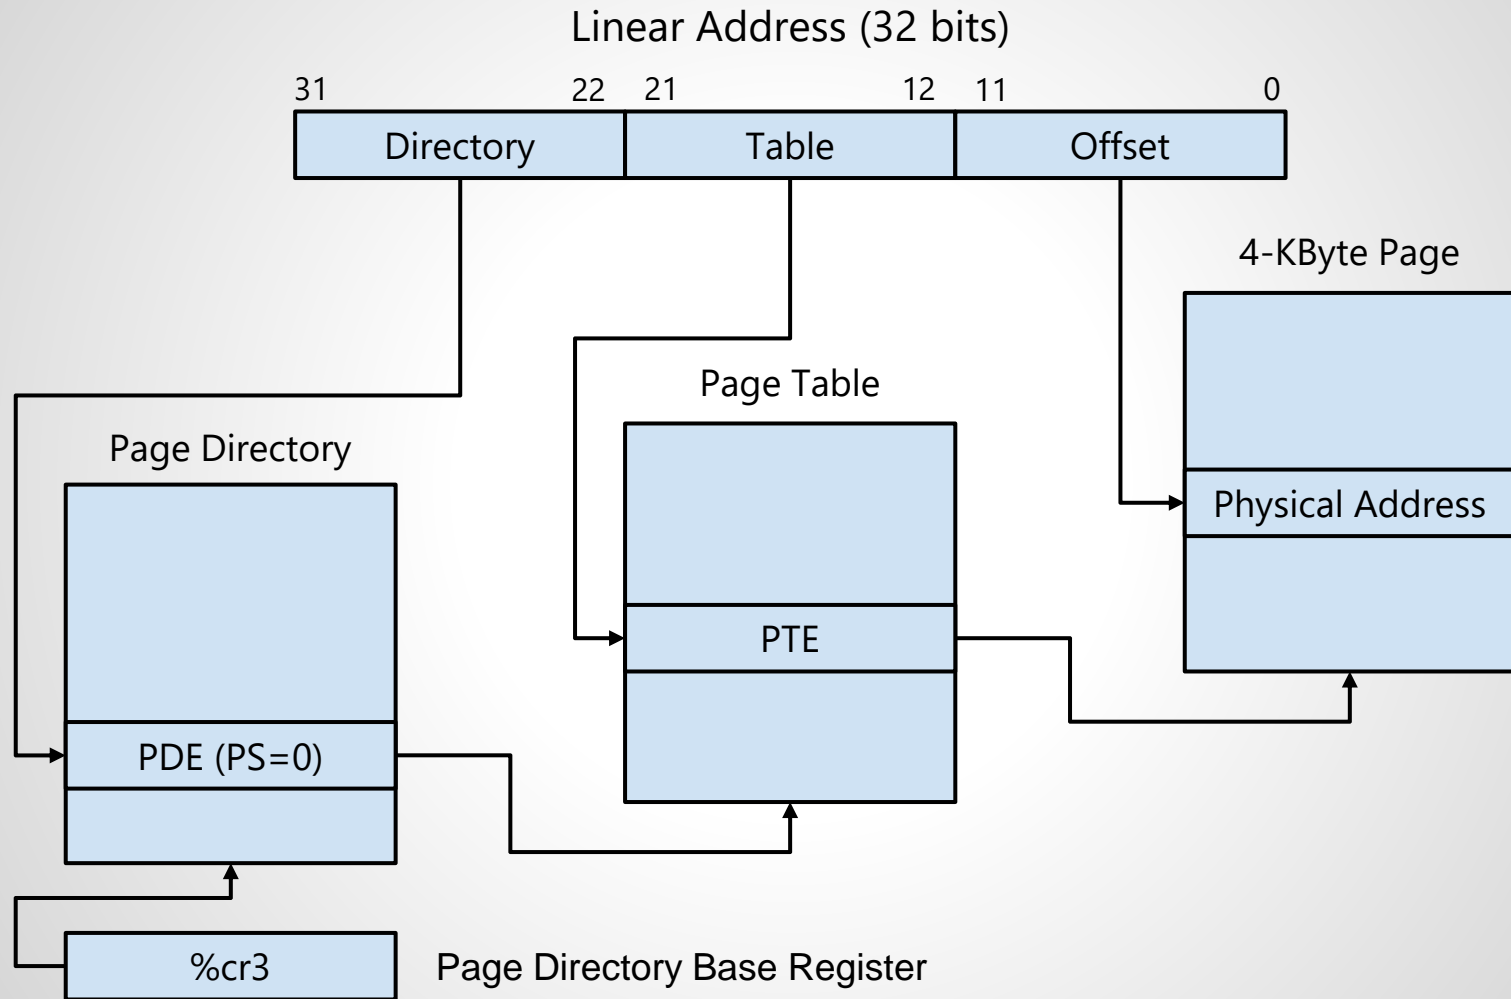 Linear Address (32 bits)
31 22 21 12 11 0
Directory Table Offset
4-KByte Page
Physical Address
Page Table
PTE
Page Directory
PDE (PS=0)
%cr3 Page Directory Base Register